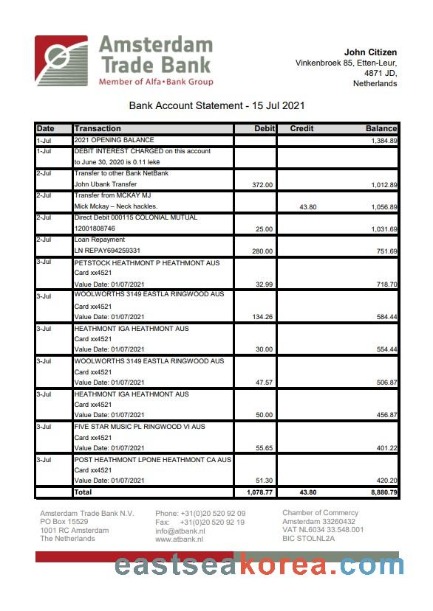 Amsterdam
Trade Bank
Member of Alfa•Bank Group
John Citizen
Vinkenbroek 85, Etten-Leur,
4871 JD,
Netherlands
Bank Account Statement - 15 Jul 2021
Date Transaction Debit Credit Balance
1-Jul 2021 OPENING BALANCE 1,384.89
1-Jul DEBIT INTEREST CHARGED on this account
to June 30, 2020 is 0.11 lekë
2-Jul Transfer to other Bank NetBank
John Ubank Transfer 372.00 1,012.89
2-Jul Transfer from MCKAY MJ
Mick Mckay – Neck hackles. 43.80 1,056.89
2-Jul Direct Debit 000115 COLONIAL MUTUAL
12001808746 25.00 1,031.69
2-Jul Loan Repayment
LN REPAY694259331 280.00 751.69
3-Jul PETSTOCK HEATHMONT P HEATHMONT AUS
Card xx4521
Value Date: 01/07/2021 32.99 718.70
3-Jul WOOLWORTHS 3149 EASTLA RINGWOOD AUS
Card xx4521
Value Date: 01/07/2021 134.26 584.44
3-Jul HEATHMONT IGA HEATHMONT AUS
Card xx4521
Value Date: 01/07/2021 30.00 554.44
3-Jul WOOLWORTHS 3149 EASTLA RINGWOOD AUS
Card xx4521
Value Date: 01/07/2021 47.57 506.87
3-Jul HEATHMONT IGA HEATHMONT AUS
Card xx4521
Value Date: 01/07/2021 50.00 456.87
3-Jul FIVE STAR MUSIC PL RINGWOOD VI AUS
Card xx4521
Value Date: 01/07/2021 55.65 401.22
3-Jul POST HEATHMONT LPONE HEATHMONT CA AUS
Card xx4521
Value Date: 01/07/2021 51.30 420.20
Total 1,078.77 43.80 8,880.79
Amsterdam Trade Bank N.V.
PO Box 15529
1001 RC Amsterdam
The Netherlands
Phone: +31(0)20 520 92 09
Fax: +31(0)20 520 92 19
info@atbank.nl
www.atbank.nl
Chamber of Commercy
Amsterdam 33260432
VAT NL6034 33.548.001
BIC STOLNL2A
eastseakorea.com